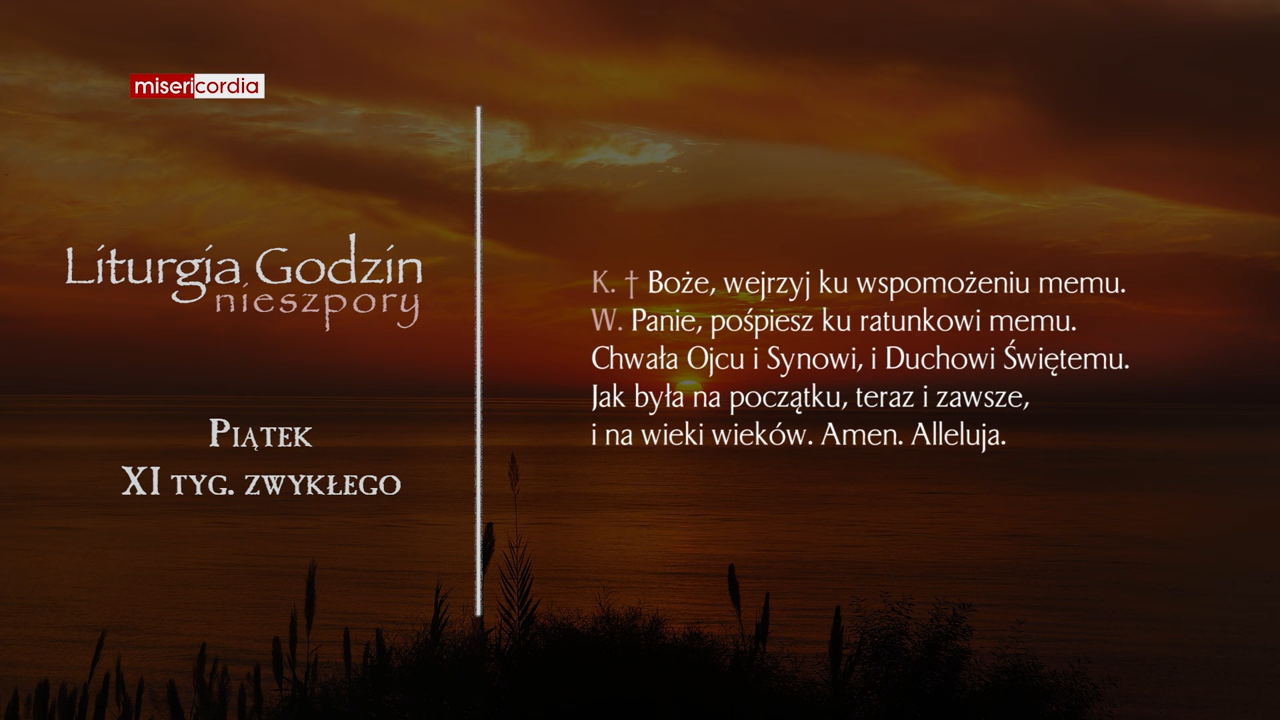 misericordia
Liturgia Godzin
nieszpory
Piątek
XI tyg. zwykłego
K. † Boże, wejrzyj ku wspomożeniu memu.
W. Panie, pośpiesz ku ratunkowi memu.
Chwała Ojcu i Synowi, i Duchowi Świętemu.
Jak była na początku, teraz i zawsze,
i na wieki wieków. Amen. Alleluja.